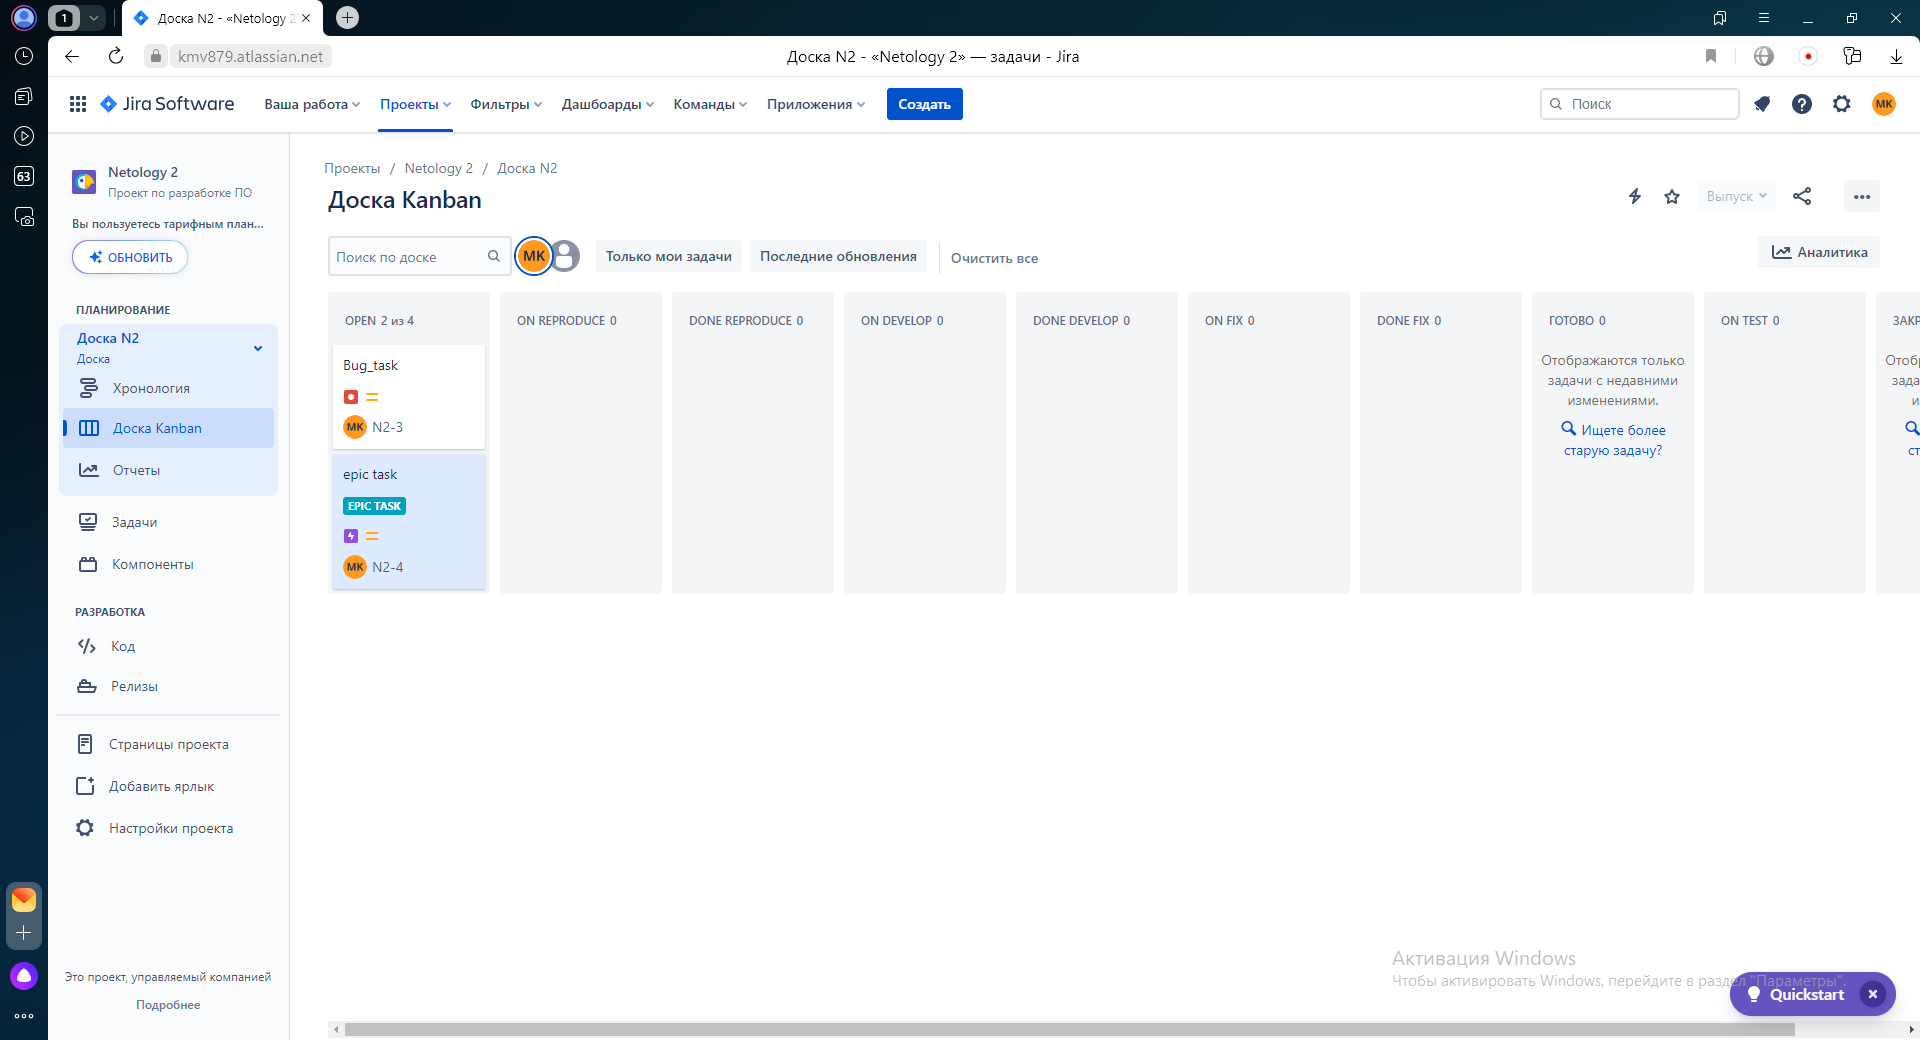 1
Доска N2 - «Netology 2
kmv879.atlassian.net
Доска N2 - «Netology 2» — задачи - Jira
63
Jira Software
Ваша работа
Проекты
Фильтры
Дашбоарды
Команды
Приложения
Создать
Поиск
MK
Netology 2
Проект по разработке ПО
Вы пользуетесь тарифным план...
ОБНОВИТЬ
ПЛАНИРОВАНИЕ
Доска N2
Доска
Хронология
Доска Kanban
Отчеты
Задачи
Компоненты
РАЗРАБОТКА
Код
Релизы
Страницы проекта
Добавить ярлык
Настройки проекта
Это проект, управляемый компанией
Подробнее
Проекты / Netology 2 / Доска N2
Доска Kanban
Выпуск
Поиск по доске
MK
Только мои задачи
Последние обновления
Очистить все
Аналитика
OPEN 2 из 4
Bug_task
MK N2-3
epic task
EPIC TASK
MK N2-4
ON REPRODUCE 0
DONE REPRODUCE 0
ON DEVELOP 0
DONE DEVELOP 0
ON FIX 0
DONE FIX 0
ГОТОВО 0
Отображаются только
задачи с недавними
изменениями.
Ищете более
старую задачу?
ON TEST 0
ЗАКР
Отоб
зада
и
ст
Активация Windows
Чтобы активировать Windows, перейдите в раздел "Параметры".
Quickstart